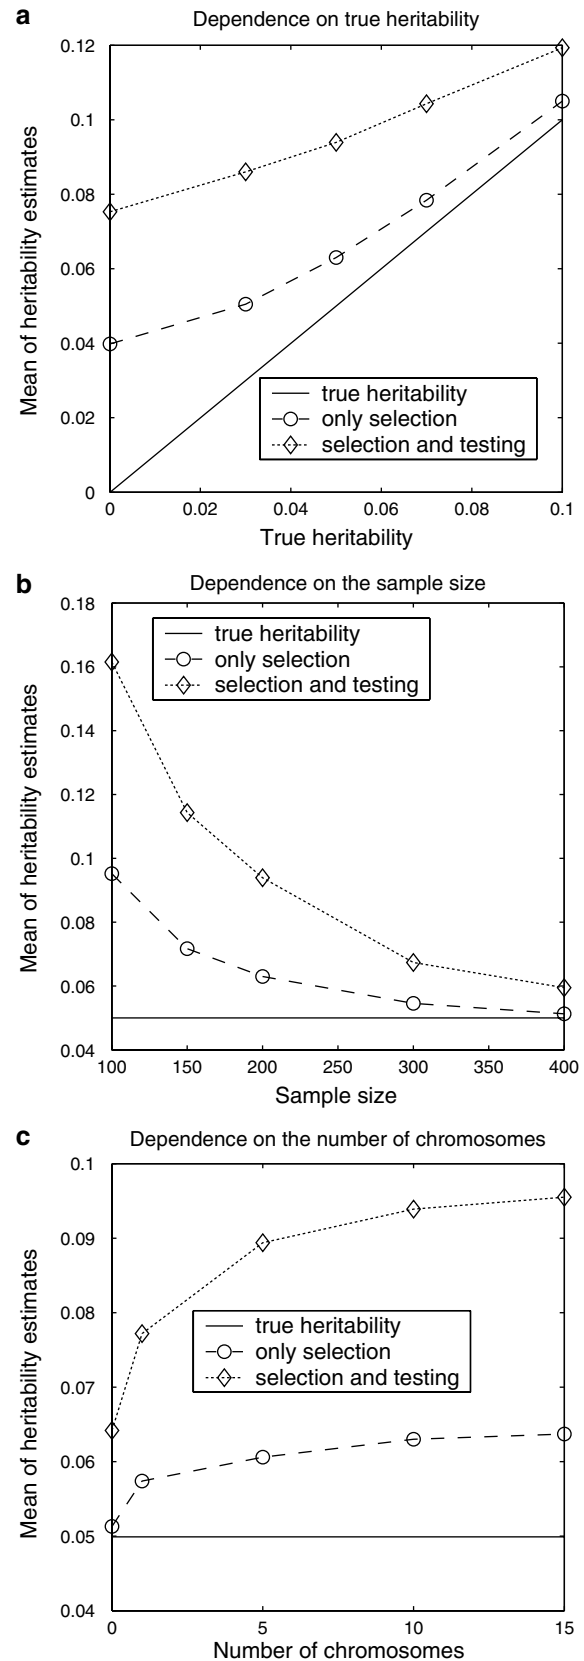 a
Dependence on true heritability
0.12
0.1
0.08
0.06
0.04
0.02
0
Mean of heritability estimates
true heritability
only selection
selection and testing
0 0.02 0.04 0.06 0.08 0.1
True heritability
b
Dependence on the sample size
0.18
0.16
0.14
0.12
0.1
0.08
0.06
0.04
Mean of heritability estimates
true heritability
only selection
selection and testing
100 150 200 250 300 350 400
Sample size
c
Dependence on the number of chromosomes
0.1
0.09
0.08
0.07
0.06
0.05
0.04
Mean of heritability estimates
true heritability
only selection
selection and testing
0 5 10 15
Number of chromosomes